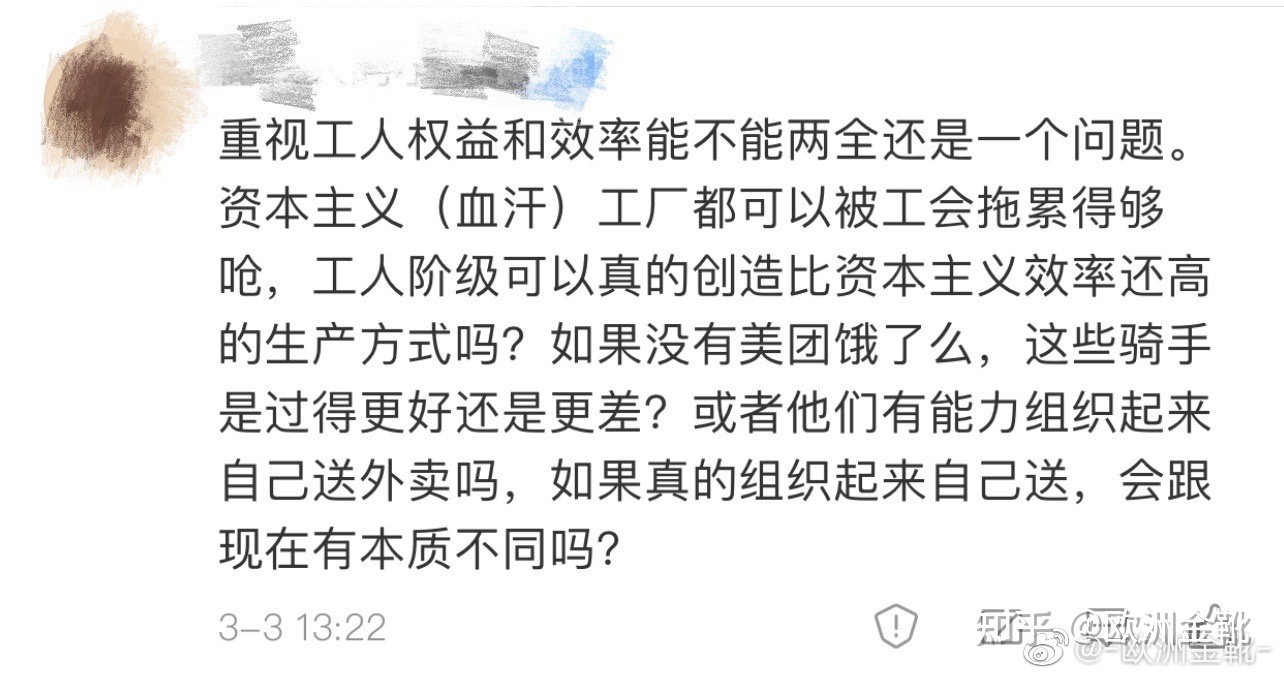 重视工人权益和效率能不能两全还是一个问题。
资本主义（血汗）工厂都可以被工会拖累得够
呛，工人阶级可以真的创造比资本主义效率还高
的生产方式吗？如果没有美团饿了么，这些骑手
是过得更好还是更差？或者他们有能力组织起来
自己送外卖吗，如果真的组织起来自己送，会跟
现在有本质不同吗？
3-3 13:22
知乎 @欧洲金靴
@-欧洲金靴-